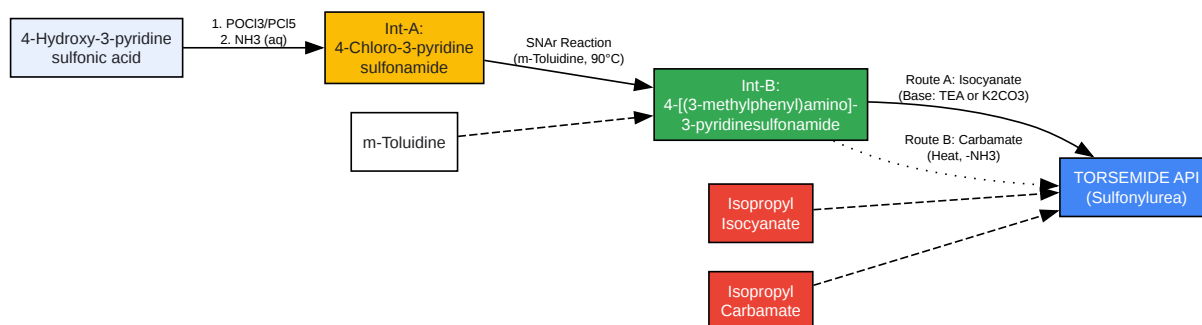 4-Hydroxy-3-pyridine
sulfonic acid
1. POCl3/PCl5
2. NH3 (aq)
Int-A:
4-Chloro-3-pyridine
sulfonamide
SNAr Reaction
(m-Toluidine, 90°C)
m-Toluidine
Int-B:
4-[(3-methylphenyl)amino]-
3-pyridinesulfonamide
Route A: Isocyanate
(Base: TEA or K2CO3)
Route B: Carbamate
(Heat, -NH3)
TORSEMIDE API
(Sulfonylurea)
Isopropyl
Isocyanate
Isopropyl
Carbamate